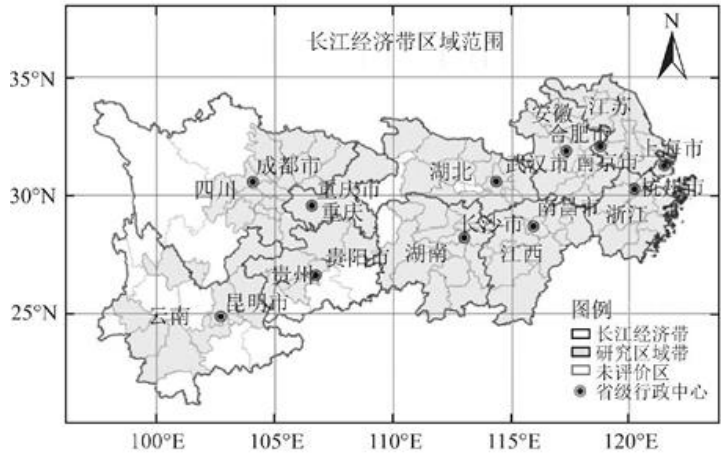 长江经济带区域范围
N
35°N
30°N
25°N
安徽
江苏
合肥市
南京市
上海市
成都市
四川
重庆市
重庆
湖北
武汉市
杭州市
浙江
长沙市
南昌市
湖南
江西
贵阳市
贵州
昆明市
云南
图例
长江经济带
研究区域带
未评价区
省级行政中心
100°E
105°E
110°E
115°E
120°E